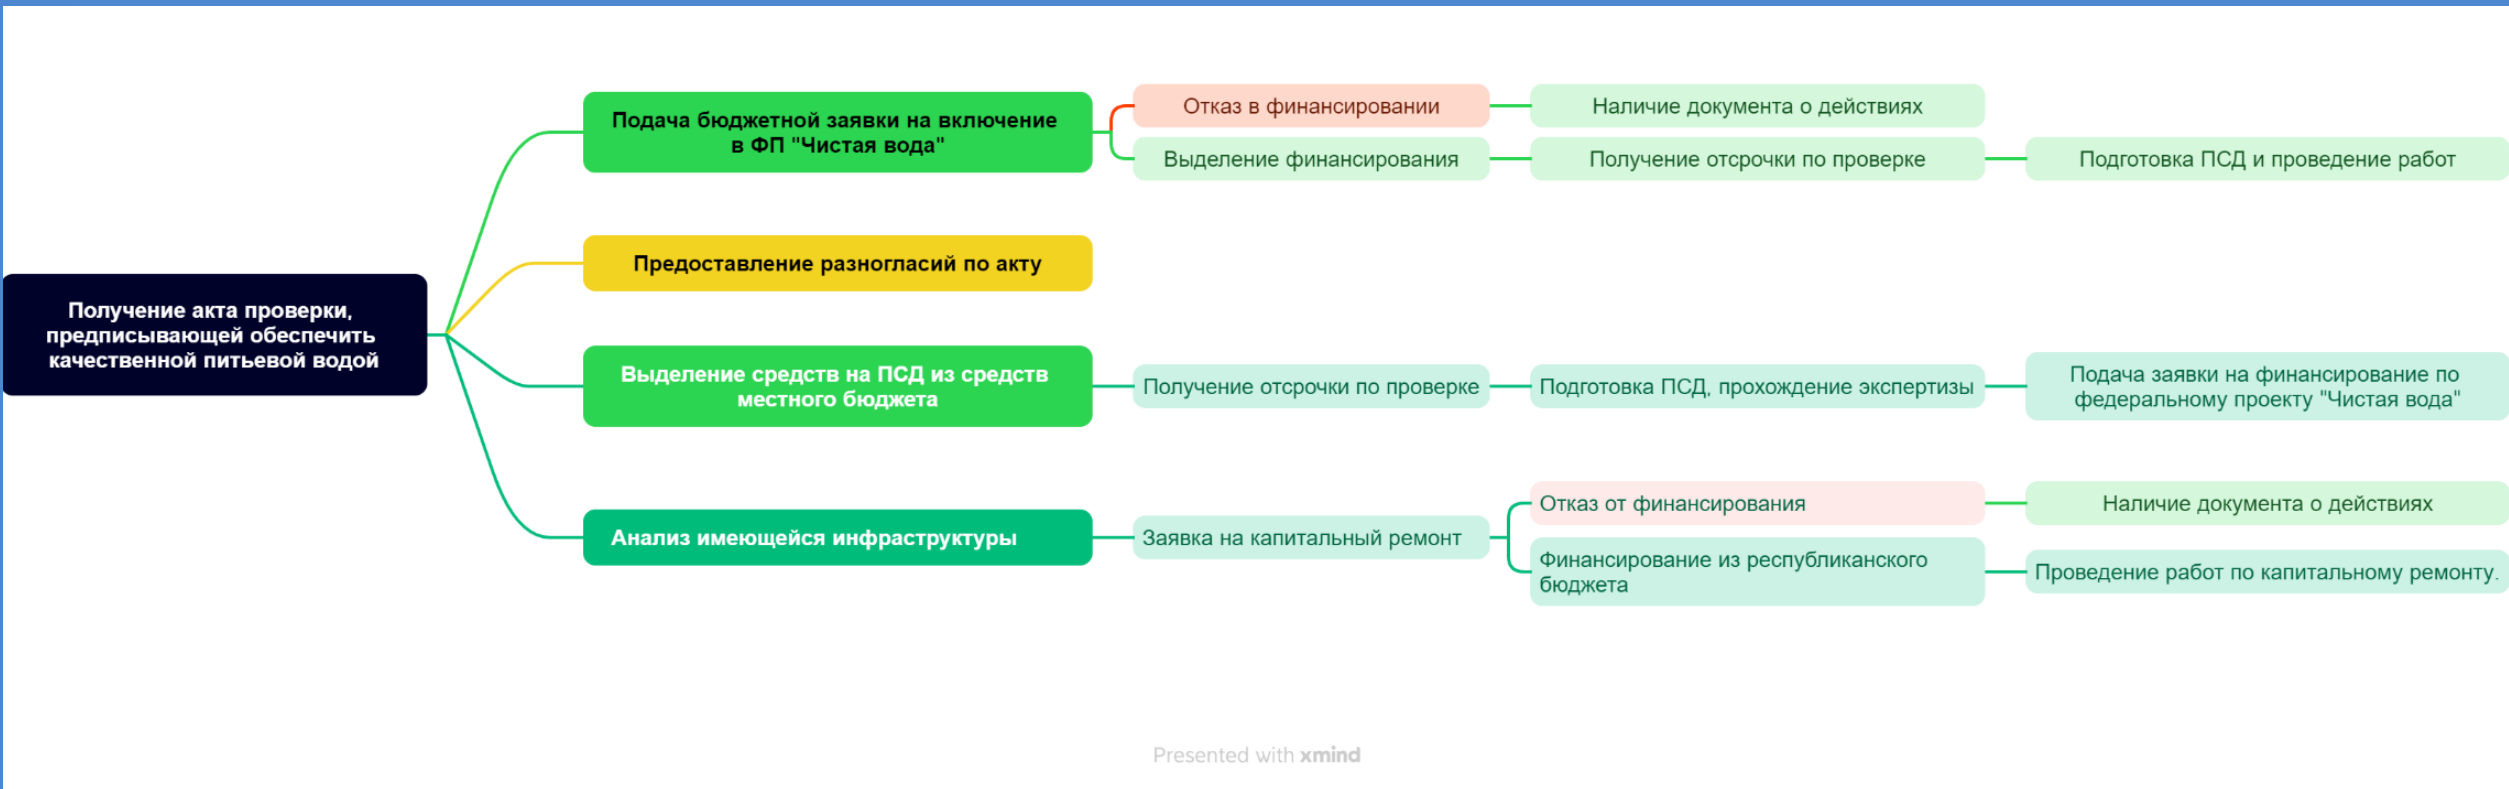 Получение акта проверки,
предписывающей обеспечить
качественной питьевой водой
Подача бюджетной заявки на включение
в ФП "Чистая вода"
Отказ в финансировании
Наличие документа о действиях
Выделение финансирования
Получение отсрочки по проверке
Подготовка ПСД и проведение работ
Предоставление разногласий по акту
Выделение средств на ПСД из средств
местного бюджета
Получение отсрочки по проверке
Подготовка ПСД, прохождение экспертизы
Подача заявки на финансирование по
федеральному проекту "Чистая вода"
Анализ имеющейся инфраструктуры
Заявка на капитальный ремонт
Отказ от финансирования
Наличие документа о действиях
Финансирование из республиканского
бюджета
Проведение работ по капитальному ремонту.
Presented with xmind